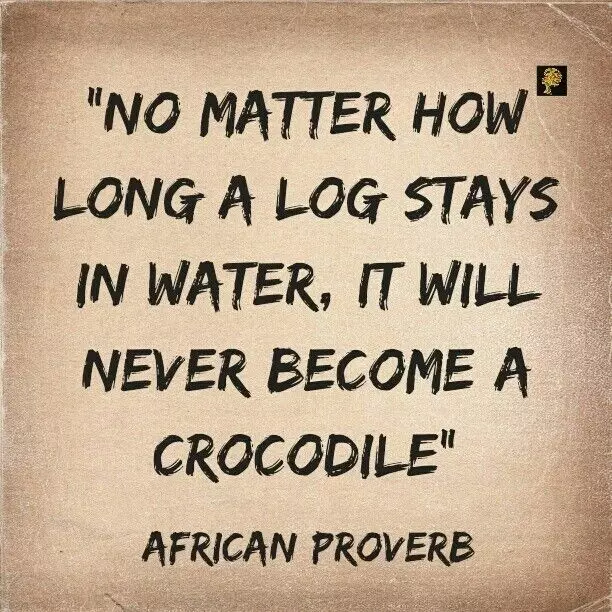 "NO MATTER HOW
LONG A LOG STAYS
IN WATER, IT WILL
NEVER BECOME A
CROCODILE"
AFRICAN PROVERB